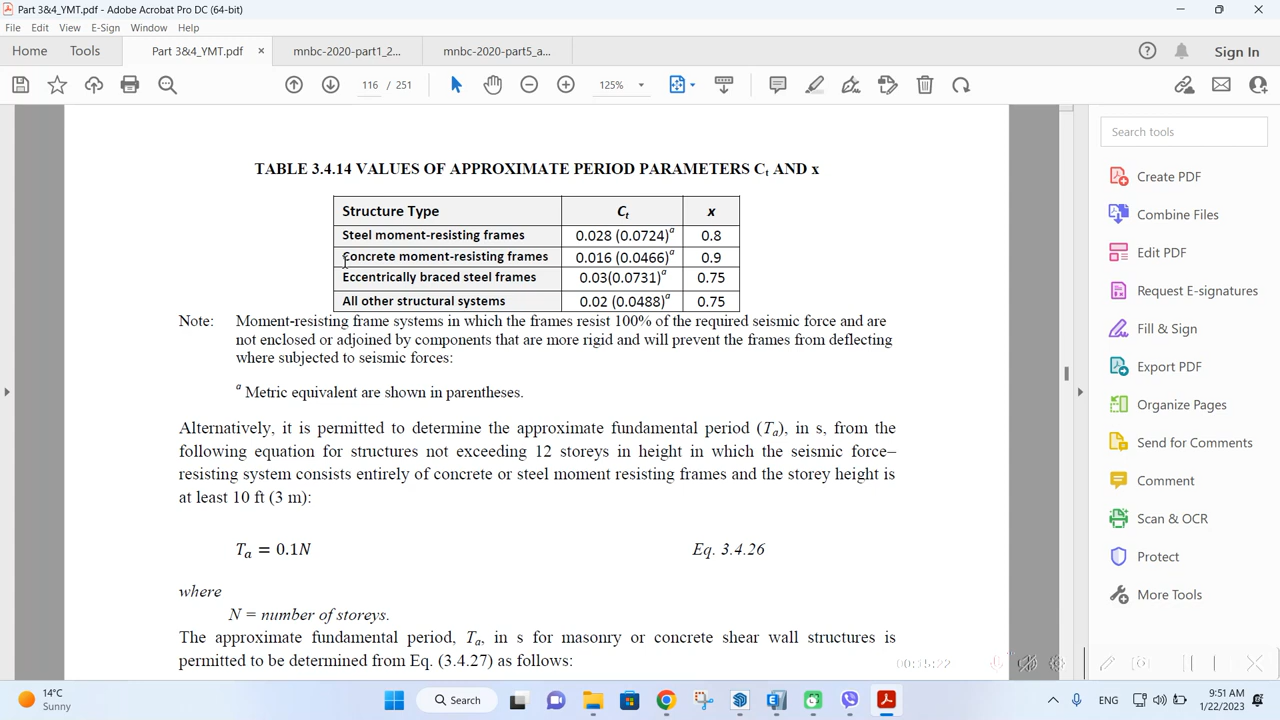 Part 3&4_YMT.pdf - Adobe Acrobat Pro DC (64-bit)
File Edit View E-Sign Window Help
Home Tools Part 3&4_YMT.pdf × mnbc-2020-part1_2... mnbc-2020-part5_a... Sign In
116 / 251 125%
TABLE 3.4.14 VALUES OF APPROXIMATE PERIOD PARAMETERS Ct AND x
Structure Type Ct x
Steel moment-resisting frames 0.028 (0.0724)a 0.8
Concrete moment-resisting frames 0.016 (0.0466)a 0.9
Eccentrically braced steel frames 0.03(0.0731)a 0.75
All other structural systems 0.02 (0.0488)a 0.75
Note: Moment-resisting frame systems in which the frames resist 100% of the required seismic force and are
not enclosed or adjoined by components that are more rigid and will prevent the frames from deflecting
where subjected to seismic forces:
a Metric equivalent are shown in parentheses.
Alternatively, it is permitted to determine the approximate fundamental period (Ta), in s, from the
following equation for structures not exceeding 12 storeys in height in which the seismic force–
resisting system consists entirely of concrete or steel moment resisting frames and the storey height is
at least 10 ft (3 m):
Ta = 0.1N Eq. 3.4.26
where
N = number of storeys.
The approximate fundamental period, Ta, in s for masonry or concrete shear wall structures is
permitted to be determined from Eq. (3.4.27) as follows:
Search tools
Create PDF
Combine Files
Edit PDF
Request E-signatures
Fill & Sign
Export PDF
Organize Pages
Send for Comments
Comment
Scan & OCR
Protect
More Tools
00:15:22
14°C
Sunny
Search
ENG
9:51 AM
1/22/2023